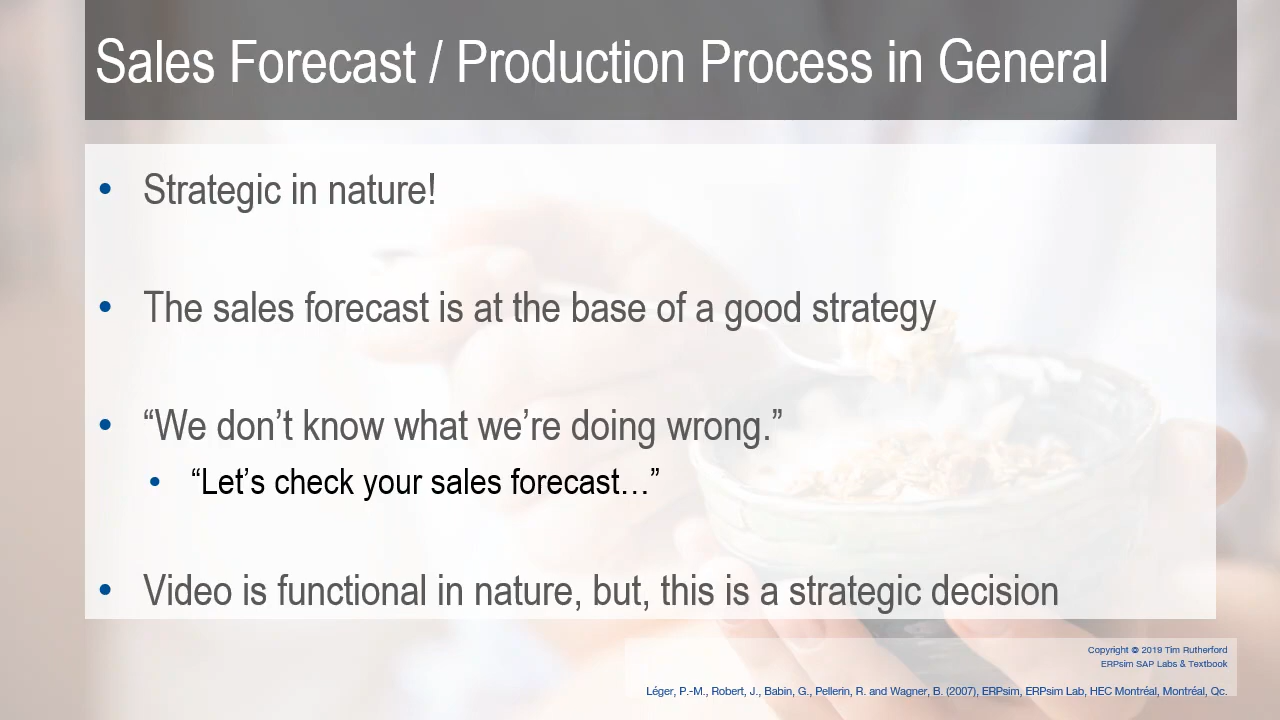 Sales Forecast / Production Process in General
• Strategic in nature!
• The sales forecast is at the base of a good strategy
• “We don’t know what we’re doing wrong.”
• “Let’s check your sales forecast…”
• Video is functional in nature, but, this is a strategic decision
Copyright © 2019 Tim Rutherford
ERPsim SAP Labs & Textbook
Léger, P.-M., Robert, J., Babin, G., Pellerin, R. and Wagner, B. (2007), ERPsim, ERPsim Lab, HEC Montréal, Montréal, Qc.